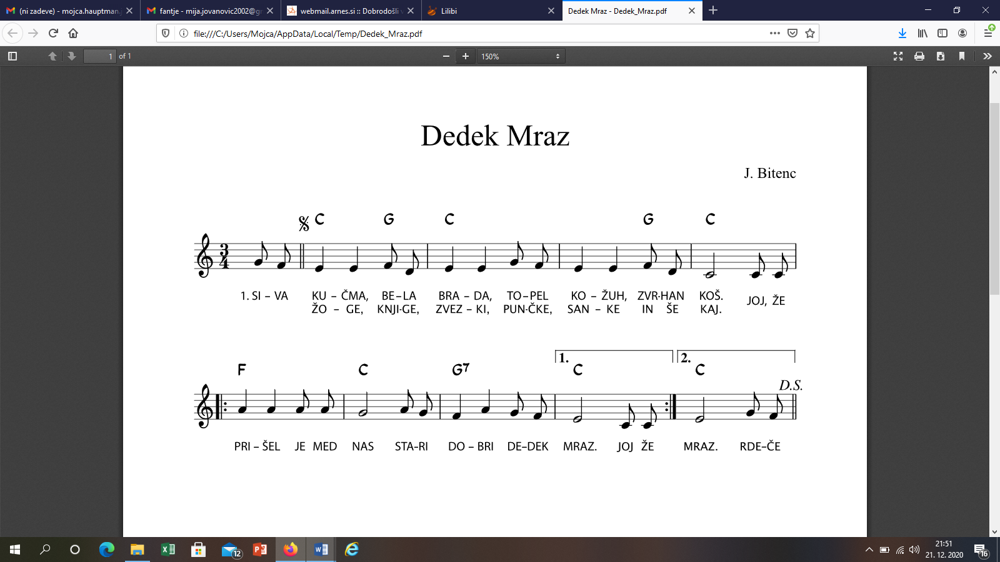 (ni zadeve) - mojca.hauptman.j
fantje - mija.jovanovic2002@gm
webmail.arnes.si :: Dobrodošli v
Lilibi
Dedek Mraz - Dedek_Mraz.pdf
file:///C:/Users/Mojca/AppData/Local/Temp/Dedek_Mraz.pdf
1 of 1
150%
Dedek Mraz
J. Bitenc
C G C G C
3
4
1. SI – VA KU – ČMA, BE–LA BRA – DA, TO–PEL KO – ŽUH, ZVR-HAN KOŠ. JOJ, ŽE
ŽO – GE, KNJI-GE, ZVEZ – KI, PUN-ČKE, SAN – KE IN ŠE KAJ.
1. 2.
F C G7 C C
D.S.
PRI – ŠEL JE MED NAS STA–RI DO – BRI DE–DEK MRAZ. JOJ ŽE MRAZ. RDE–ČE
12
21:51
21. 12. 2020
16